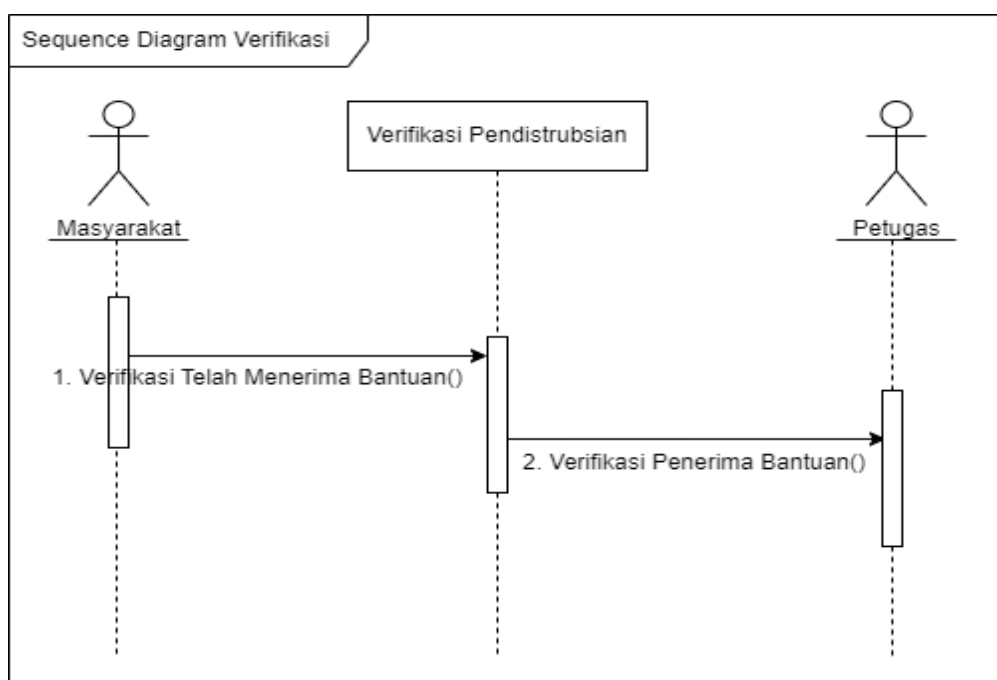 Sequence Diagram Verifikasi
Verifikasi Pendistrubsian
Masyarakat
Petugas
1. Verifikasi Telah Menerima Bantuan()
2. Verifikasi Penerima Bantuan()